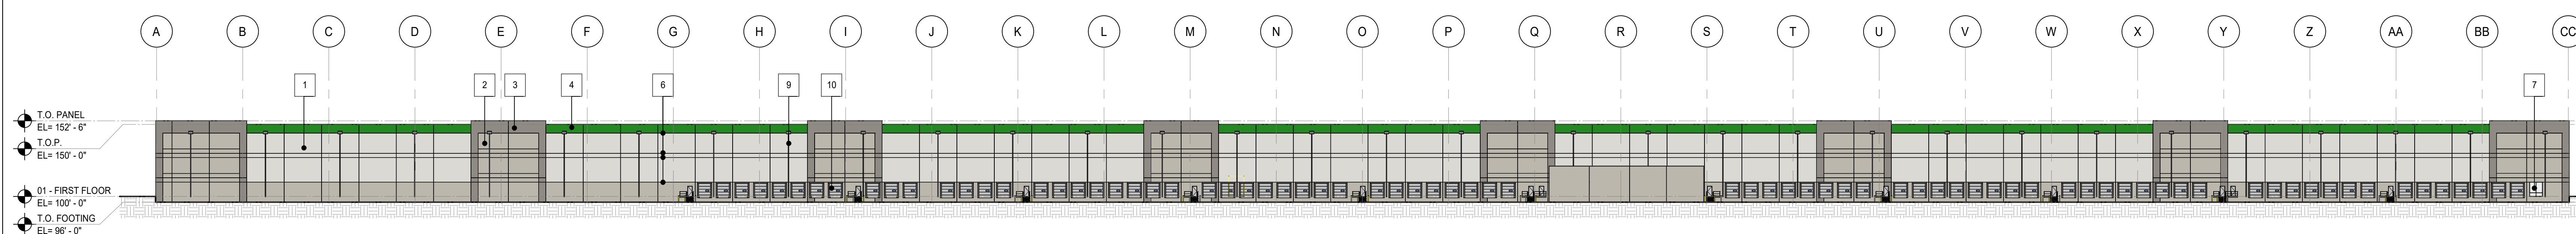 A B C D E F G H I J K L M N O P Q R S T U V W X Y Z AA BB CC
1 2 3 4 6 9 10 7
T.O. PANEL
EL= 152' - 6"
T.O.P.
EL= 150' - 0"
01 - FIRST FLOOR
EL= 100' - 0"
T.O. FOOTING
EL= 96' - 0"